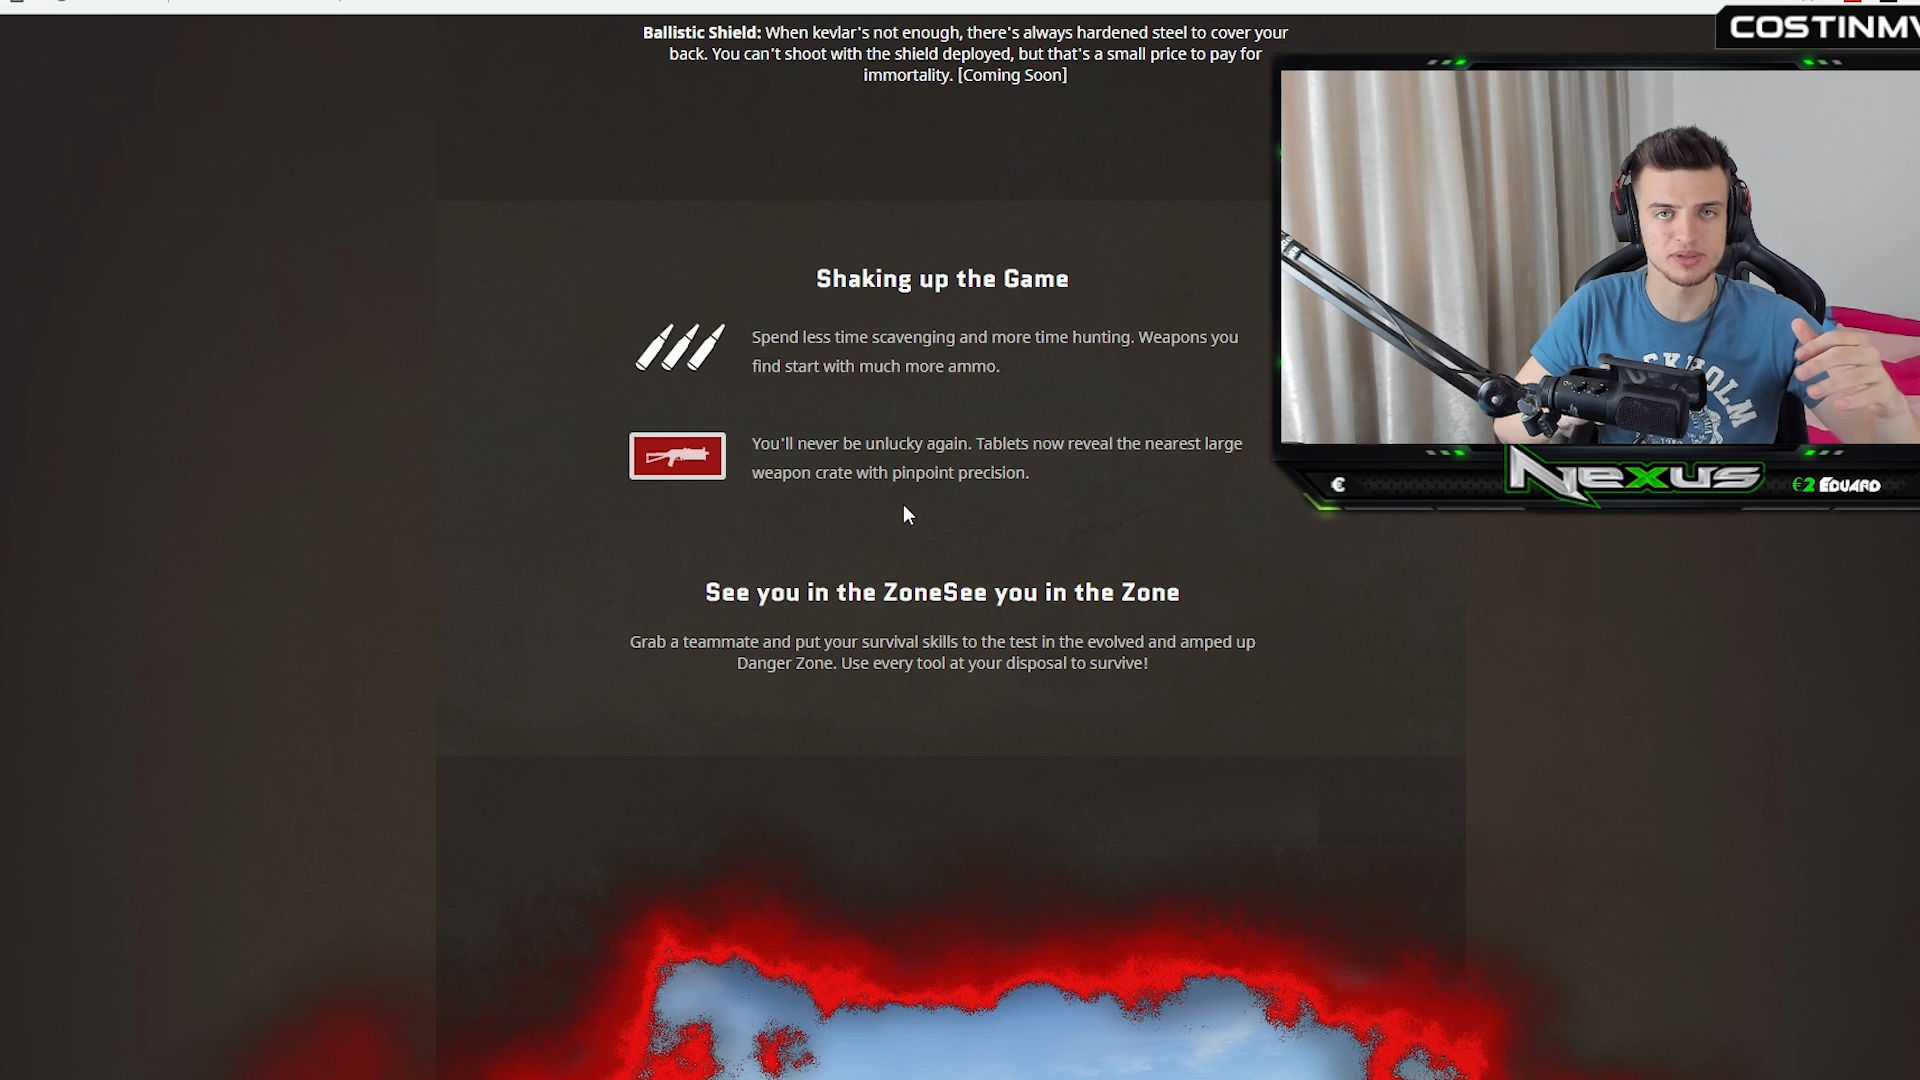 Ballistic Shield: When kevlar's not enough, there's always hardened steel to cover your
back. You can't shoot with the shield deployed, but that's a small price to pay for
immortality. [Coming Soon]
COSTINMV
Shaking up the Game
Spend less time scavenging and more time hunting. Weapons you
find start with much more ammo.
You'll never be unlucky again. Tablets now reveal the nearest large
weapon crate with pinpoint precision.
NEXUS
€
€2 EDUARD
See you in the ZoneSee you in the Zone
Grab a teammate and put your survival skills to the test in the evolved and amped up
Danger Zone. Use every tool at your disposal to survive!